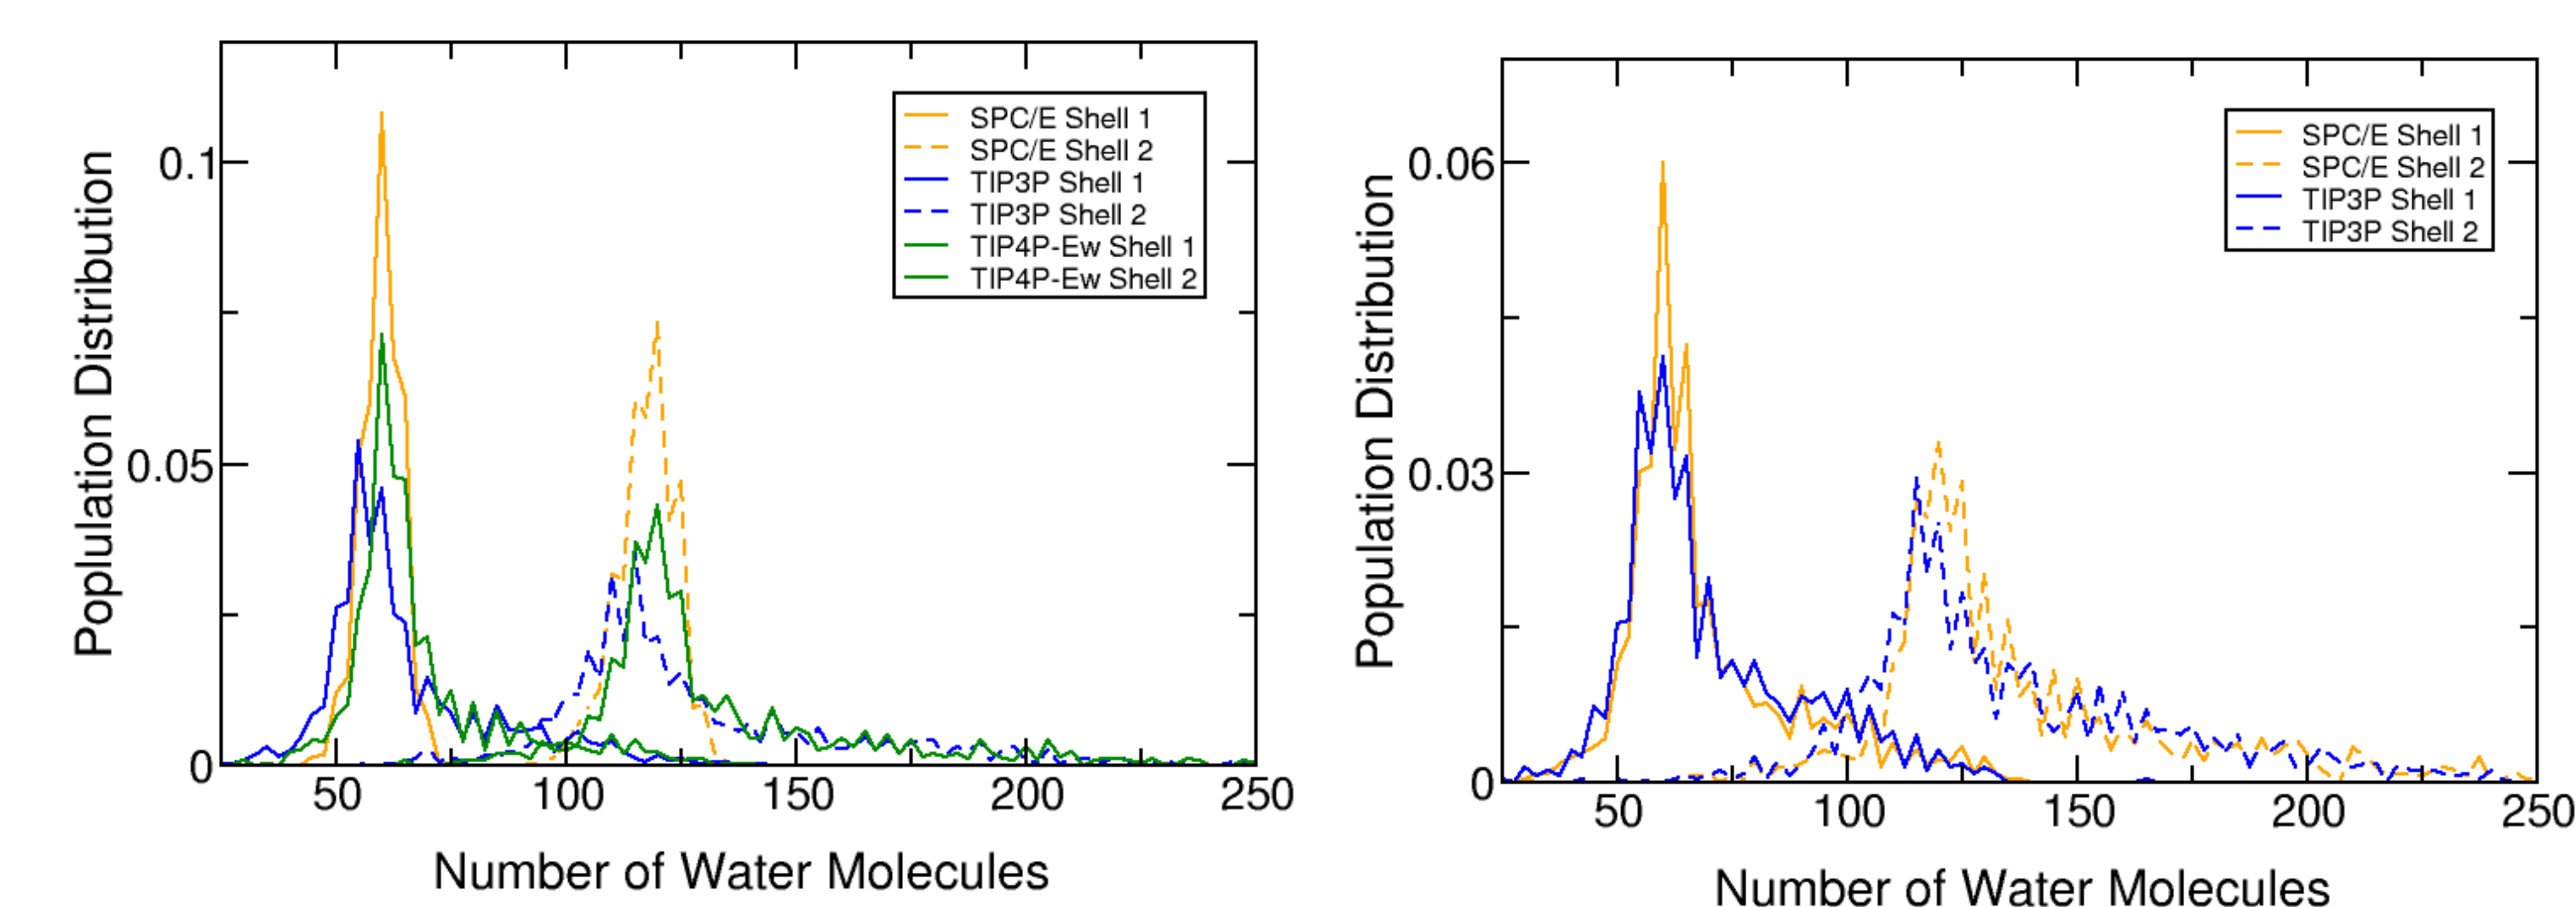 Poplulation Distribution
0.1
0.05
0
50
100
150
200
250
Number of Water Molecules
SPC/E Shell 1
SPC/E Shell 2
TIP3P Shell 1
TIP3P Shell 2
TIP4P-Ew Shell 1
TIP4P-Ew Shell 2
Population Distribution
0.06
0.03
0
50
100
150
200
250
Number of Water Molecules
SPC/E Shell 1
SPC/E Shell 2
TIP3P Shell 1
TIP3P Shell 2